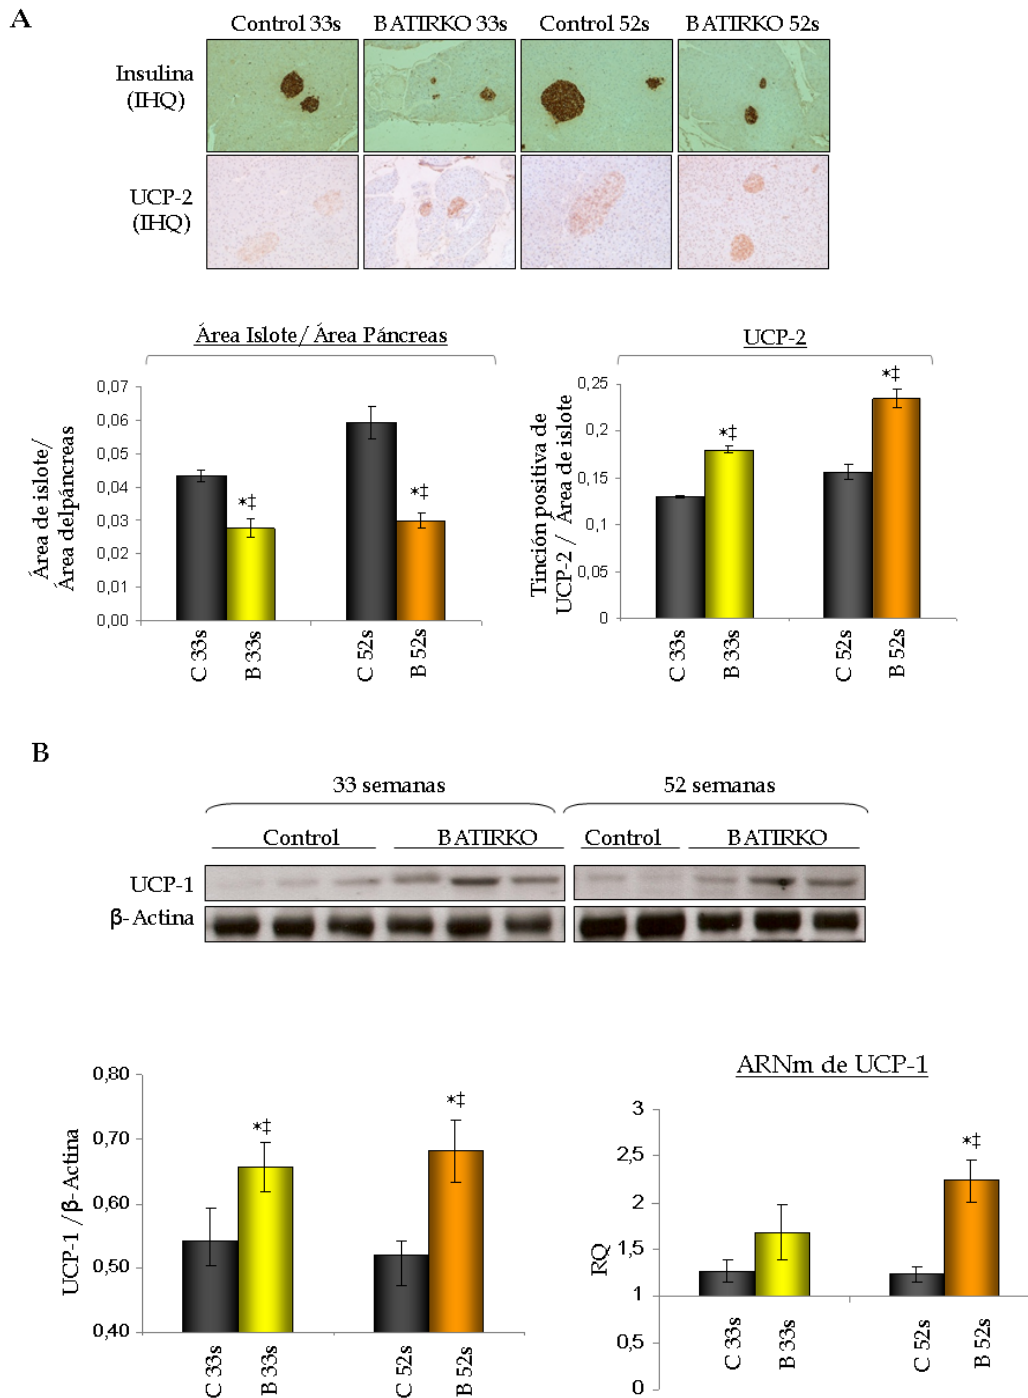 A
Control 33s BATIRKO 33s Control 52s BATIRKO 52s
Insulina
(IHQ)
UCP-2
(IHQ)
Área Islote/ Área Páncreas
Área de islote/
Área delpáncreas
0,07
0,06
0,05
0,04
0,03
0,02
0,01
0,00
*‡
*‡
C 33s
B 33s
C 52s
B 52s
UCP-2
Tinción positiva de
UCP-2 / Área de islote
0,25
0,2
0,15
0,1
0,05
0
*‡
*‡
C 33s
B 33s
C 52s
B 52s
B
33 semanas 52 semanas
Control BATIRKO Control BATIRKO
UCP-1
β-Actina
UCP-1 /β-Actina
0,80
0,70
0,60
0,50
0,40
*‡
*‡
C 33s
B 33s
C 52s
B 52s
ARNm de UCP-1
RQ
3
2,5
2
1,5
1
0,5
0
*‡
C 33s
B 33s
C 52s
B 52s